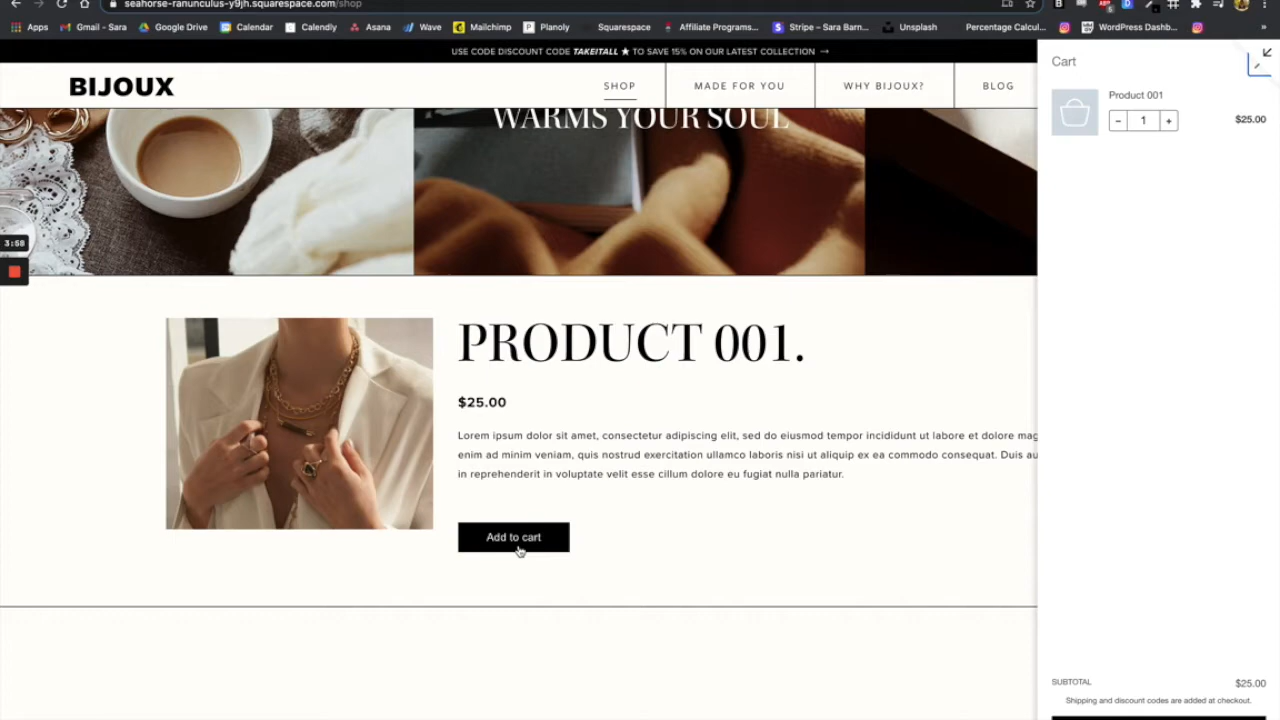 seahorse-ranunculus-y9jh.squarespace.com/shop
Apps Gmail - Sara Google Drive Calendar Calendly Asana Wave Mailchimp Planoly Squarespace Affiliate Programs... Stripe – Sara Barn... Unsplash Percentage Calcul... WordPress Dashb... »
USE CODE DISCOUNT CODE TAKEITALL ★ TO SAVE 15% ON OUR LATEST COLLECTION →
BIJOUX
SHOP
MADE FOR YOU
WHY BIJOUX?
BLOG
WARMS YOUR SOUL
3:58
PRODUCT 001.
$25.00
Lorem ipsum dolor sit amet, consectetur adipiscing elit, sed do eiusmod tempor incididunt ut labore et dolore mag
enim ad minim veniam, quis nostrud exercitation ullamco laboris nisi ut aliquip ex ea commodo consequat. Duis au
in reprehenderit in voluptate velit esse cillum dolore eu fugiat nulla pariatur.
Add to cart
Cart
Product 001
− 1 + $25.00
SUBTOTAL $25.00
Shipping and discount codes are added at checkout.